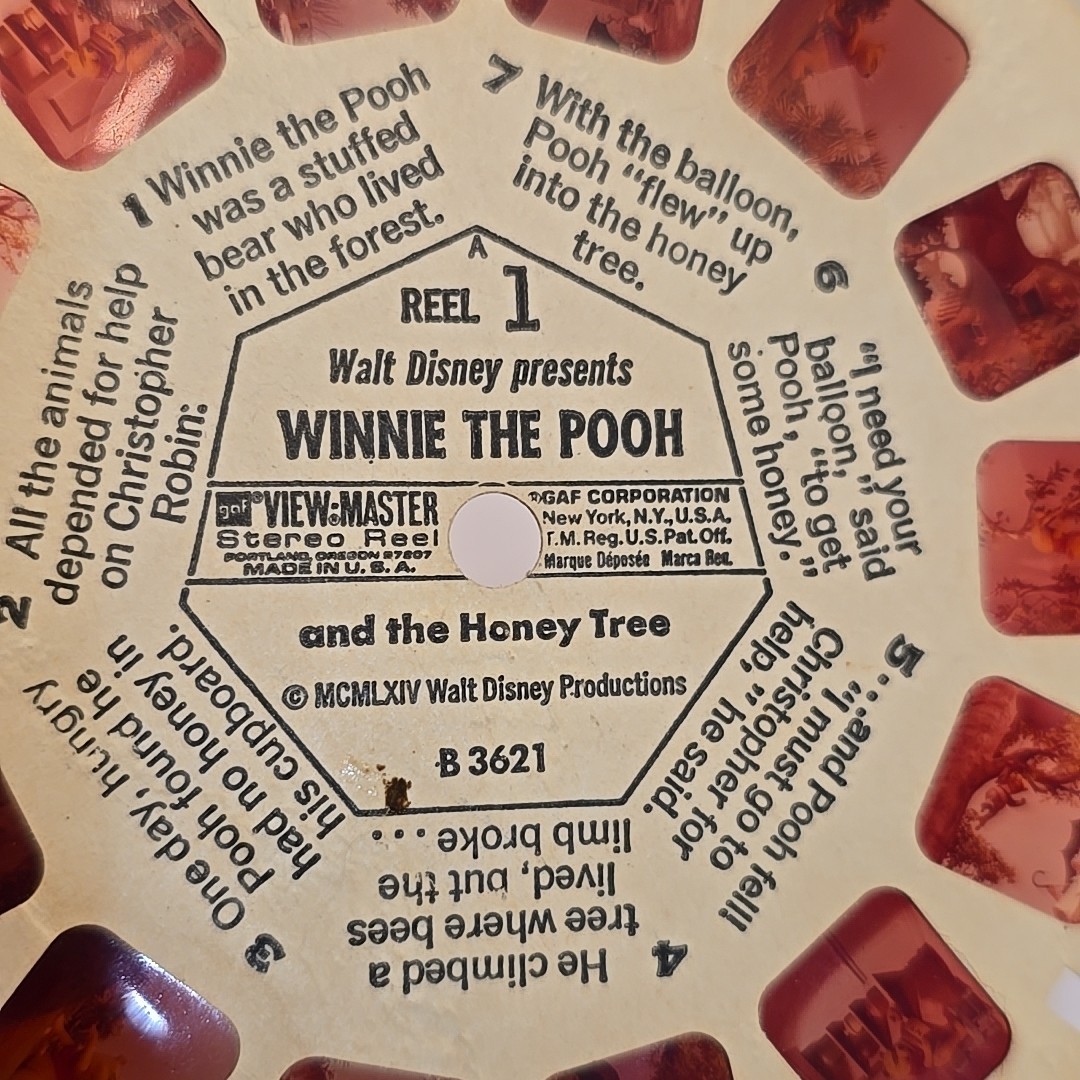 A
REEL 1
Walt Disney presents
WINNIE THE POOH
gaf® VIEW-MASTER
Stereo Reel
PORTLAND, OREGON 97207
MADE IN U. S. A.
®GAF CORPORATION
New York, N.Y., U.S.A.
T.M. Reg. U.S. Pat. Off.
Marque Déposée Marca Reg.
and the Honey Tree
© MCMLXIV Walt Disney Productions
B 3621
1 Winnie the Pooh
was a stuffed
bear who lived
in the forest.
2 All the animals
depended for help
on Christopher
Robin.
3 One day, hungry
Pooh found he
had no honey in
his cupboard.
4 He climbed a
tree where bees
lived, but the
limb broke ...
5 ...and Pooh fell!
"I must go to
Christopher for
help," he said.
6 "I need your
balloon," said
Pooh, "to get
some honey."
7 With the balloon,
Pooh "flew" up
into the honey
tree.